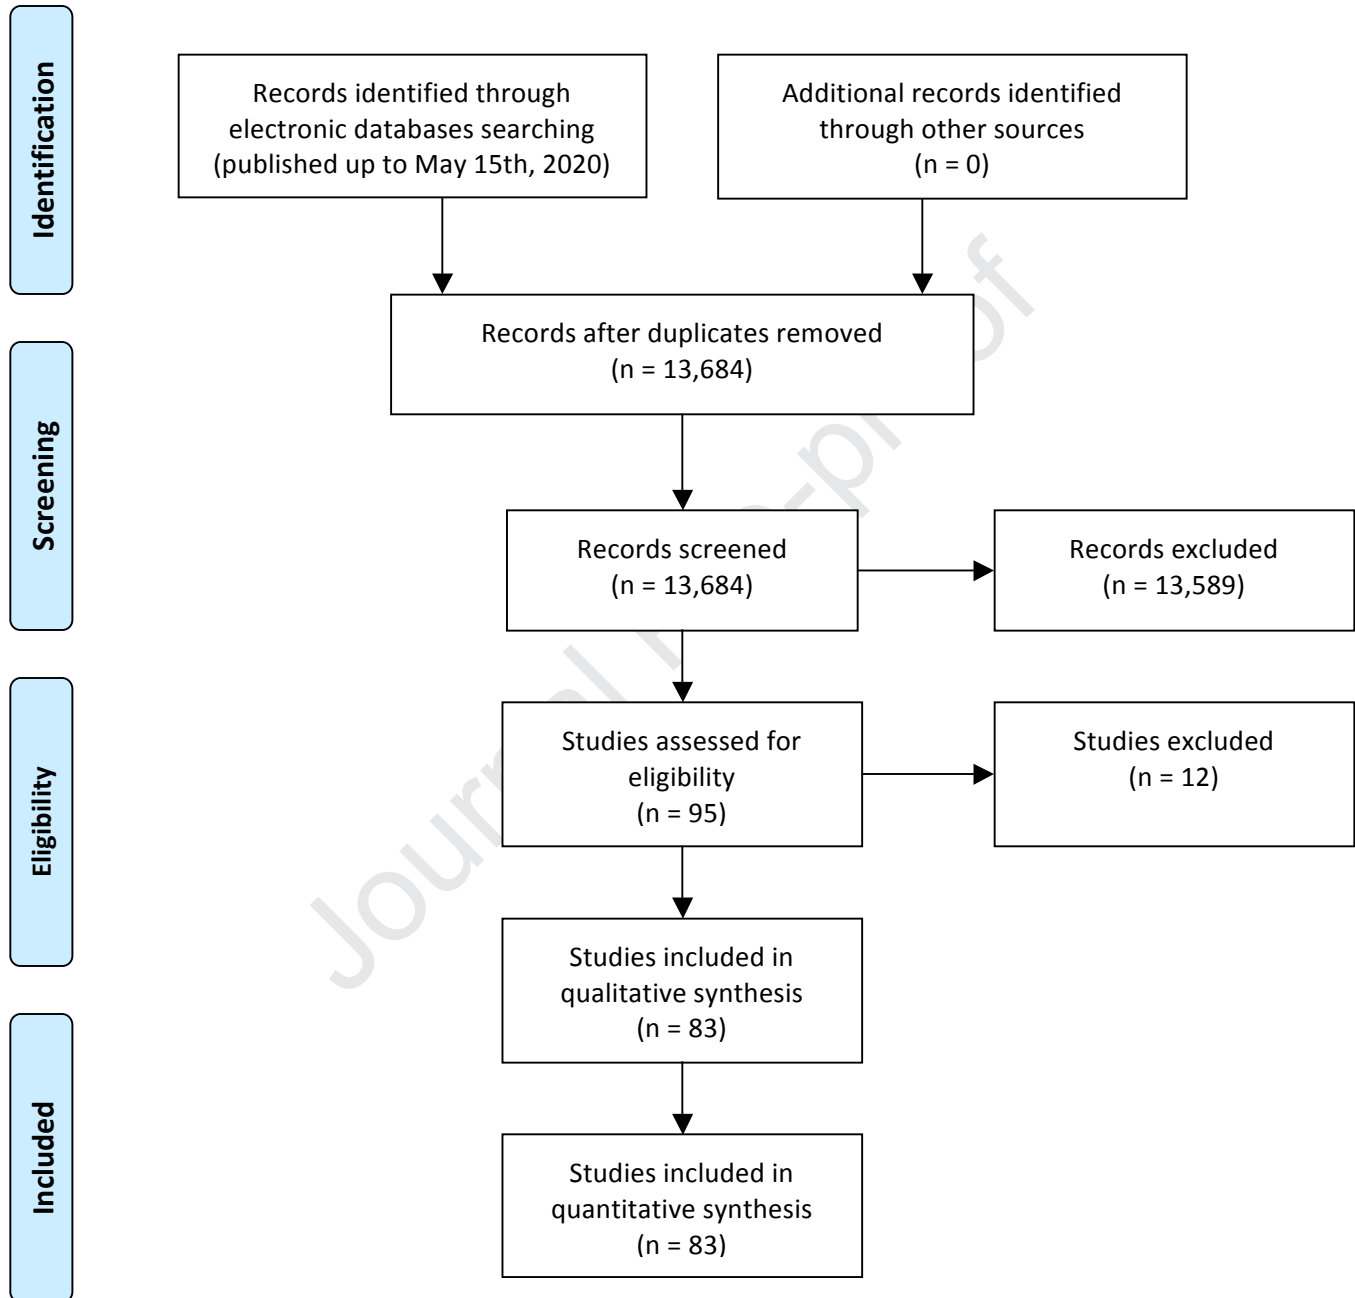 Identification
Records identified through
electronic databases searching
(published up to May 15th, 2020)
Additional records identified
through other sources
(n = 0)
Records after duplicates removed
(n = 13,684)
Screening
Records screened
(n = 13,684)
Records excluded
(n = 13,589)
Eligibility
Studies assessed for
eligibility
(n = 95)
Studies excluded
(n = 12)
Studies included in
qualitative synthesis
(n = 83)
Included
Studies included in
quantitative synthesis
(n = 83)
Journal pre-proof